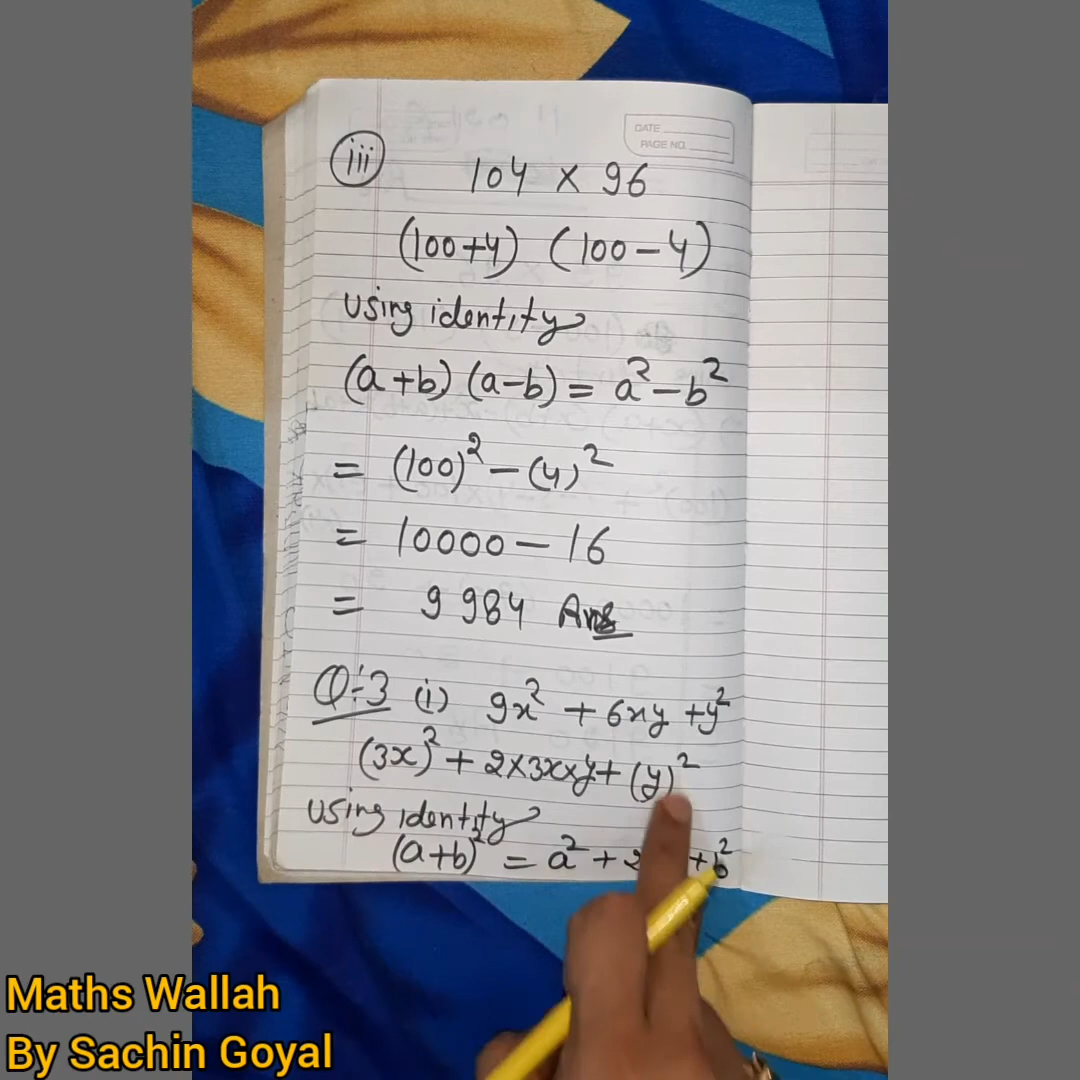 DATE
PAGE NO.
(iii) 104 × 96
(100+4) (100-4)
using identity
(a+b) (a-b) = a² - b²
= (100)² - (4)²
= 10000 - 16
= 9984 Ans
Q:-3 (i) 9x² + 6xy + y²
(3x)² + 2×3x×y + (y)²
using identity
(a+b)² = a² + 2 + b²
Maths Wallah
By Sachin Goyal